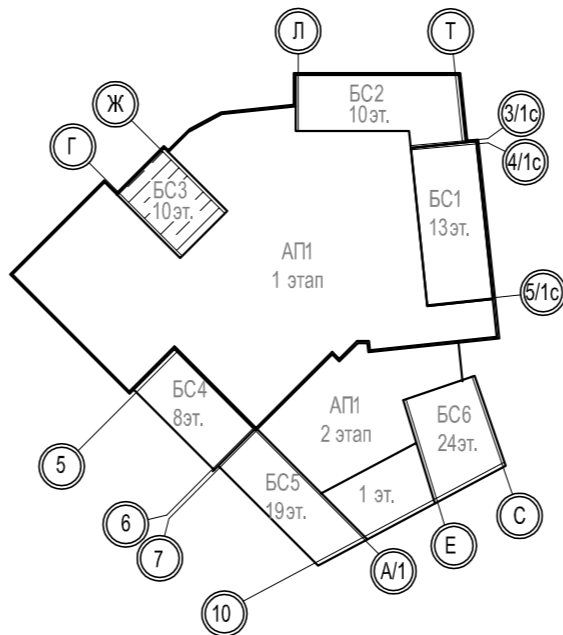 Л
Т
Ж
БС2
10эт.
3/1с
Г
4/1с
БС3
10эт.
БС1
13эт.
АП1
1 этап
5/1с
БС4
8эт.
АП1
2 этап
БС6
24эт.
5
БС5
19эт.
1 эт.
6
С
7
Е
А/1
10